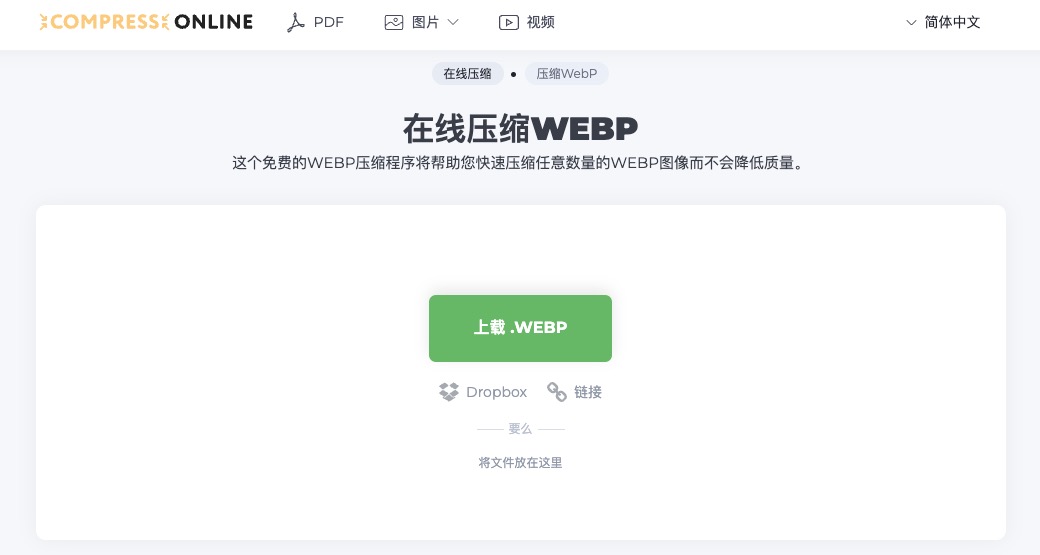 COMPRESS ONLINE PDF 图片 视频 简体中文
在线压缩 • 压缩WebP
在线压缩WEBP
这个免费的WEBP压缩程序将帮助您快速压缩任意数量的WEBP图像而不会降低质量。
上载 .WEBP
Dropbox 链接
要么
将文件放在这里